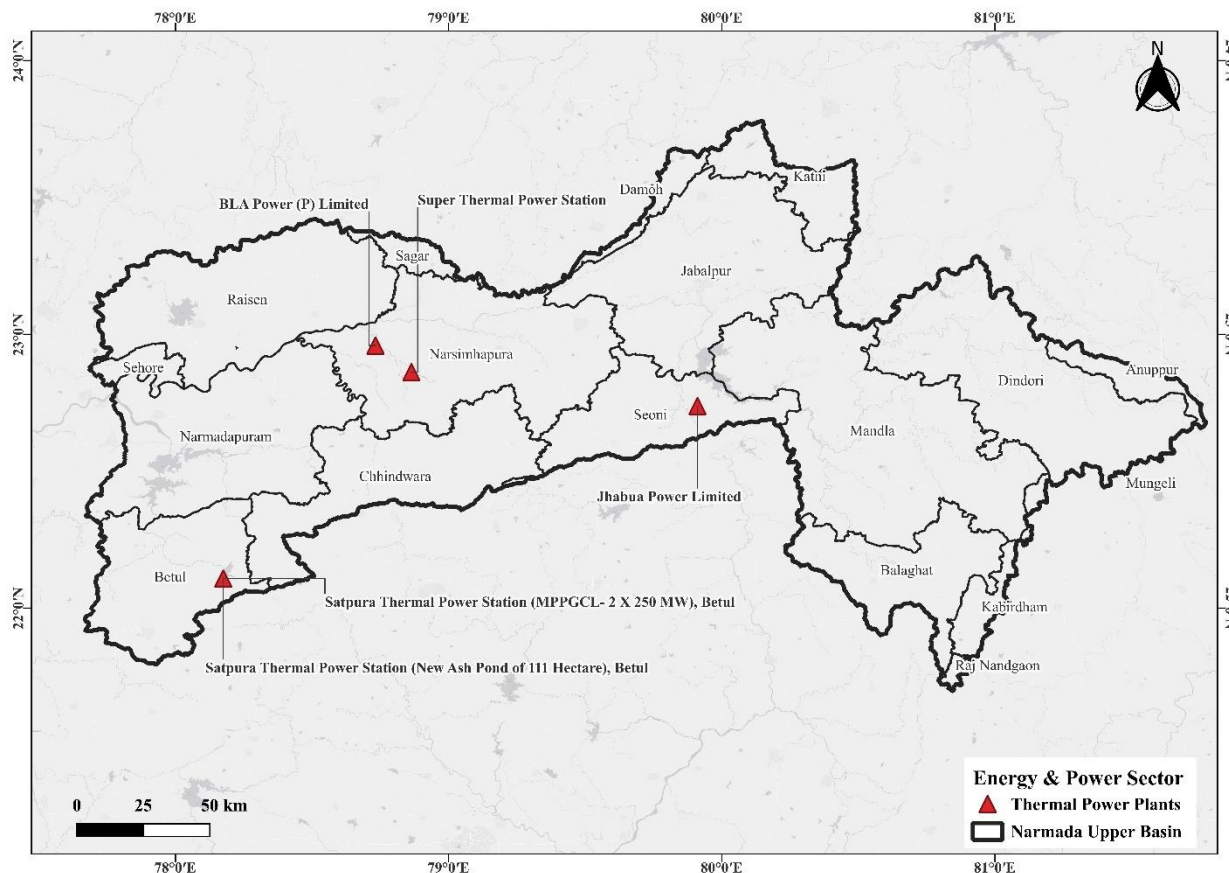 78°0'E 79°0'E 80°0'E 81°0'E
24°0'N
N
Damoh
Katni
BLA Power (P) Limited
Super Thermal Power Station
Sagar
Raisen
Jabalpur
23°0'N
Narsimhapura
Sehore
Dindori
Anuppur
Seoni
Narmadapuram
Mandla
Chhindwara
Mungeli
Jhabua Power Limited
Betul
Balaghat
22°0'N
Satpura Thermal Power Station (MPPGCL- 2 X 250 MW), Betul
Kabirdham
Satpura Thermal Power Station (New Ash Pond of 111 Hectare), Betul
Raj Nandgaon
Energy & Power Sector
Thermal Power Plants
Narmada Upper Basin
0 25 50 km
78°0'E 79°0'E 80°0'E 81°0'E